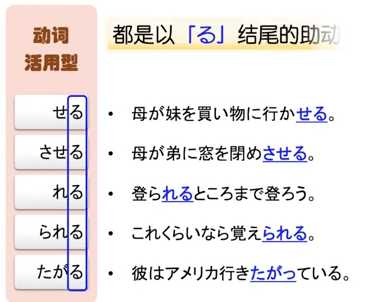 动词
活用型
都是以「る」结尾的助动
せる
• 母が妹を買い物に行かせる。
させる
• 母が弟に窓を閉めさせる。
れる
• 登られるところまで登ろう。
られる
• これくらいなら覚えられる。
たがる
• 彼はアメリカ行きたがっている。